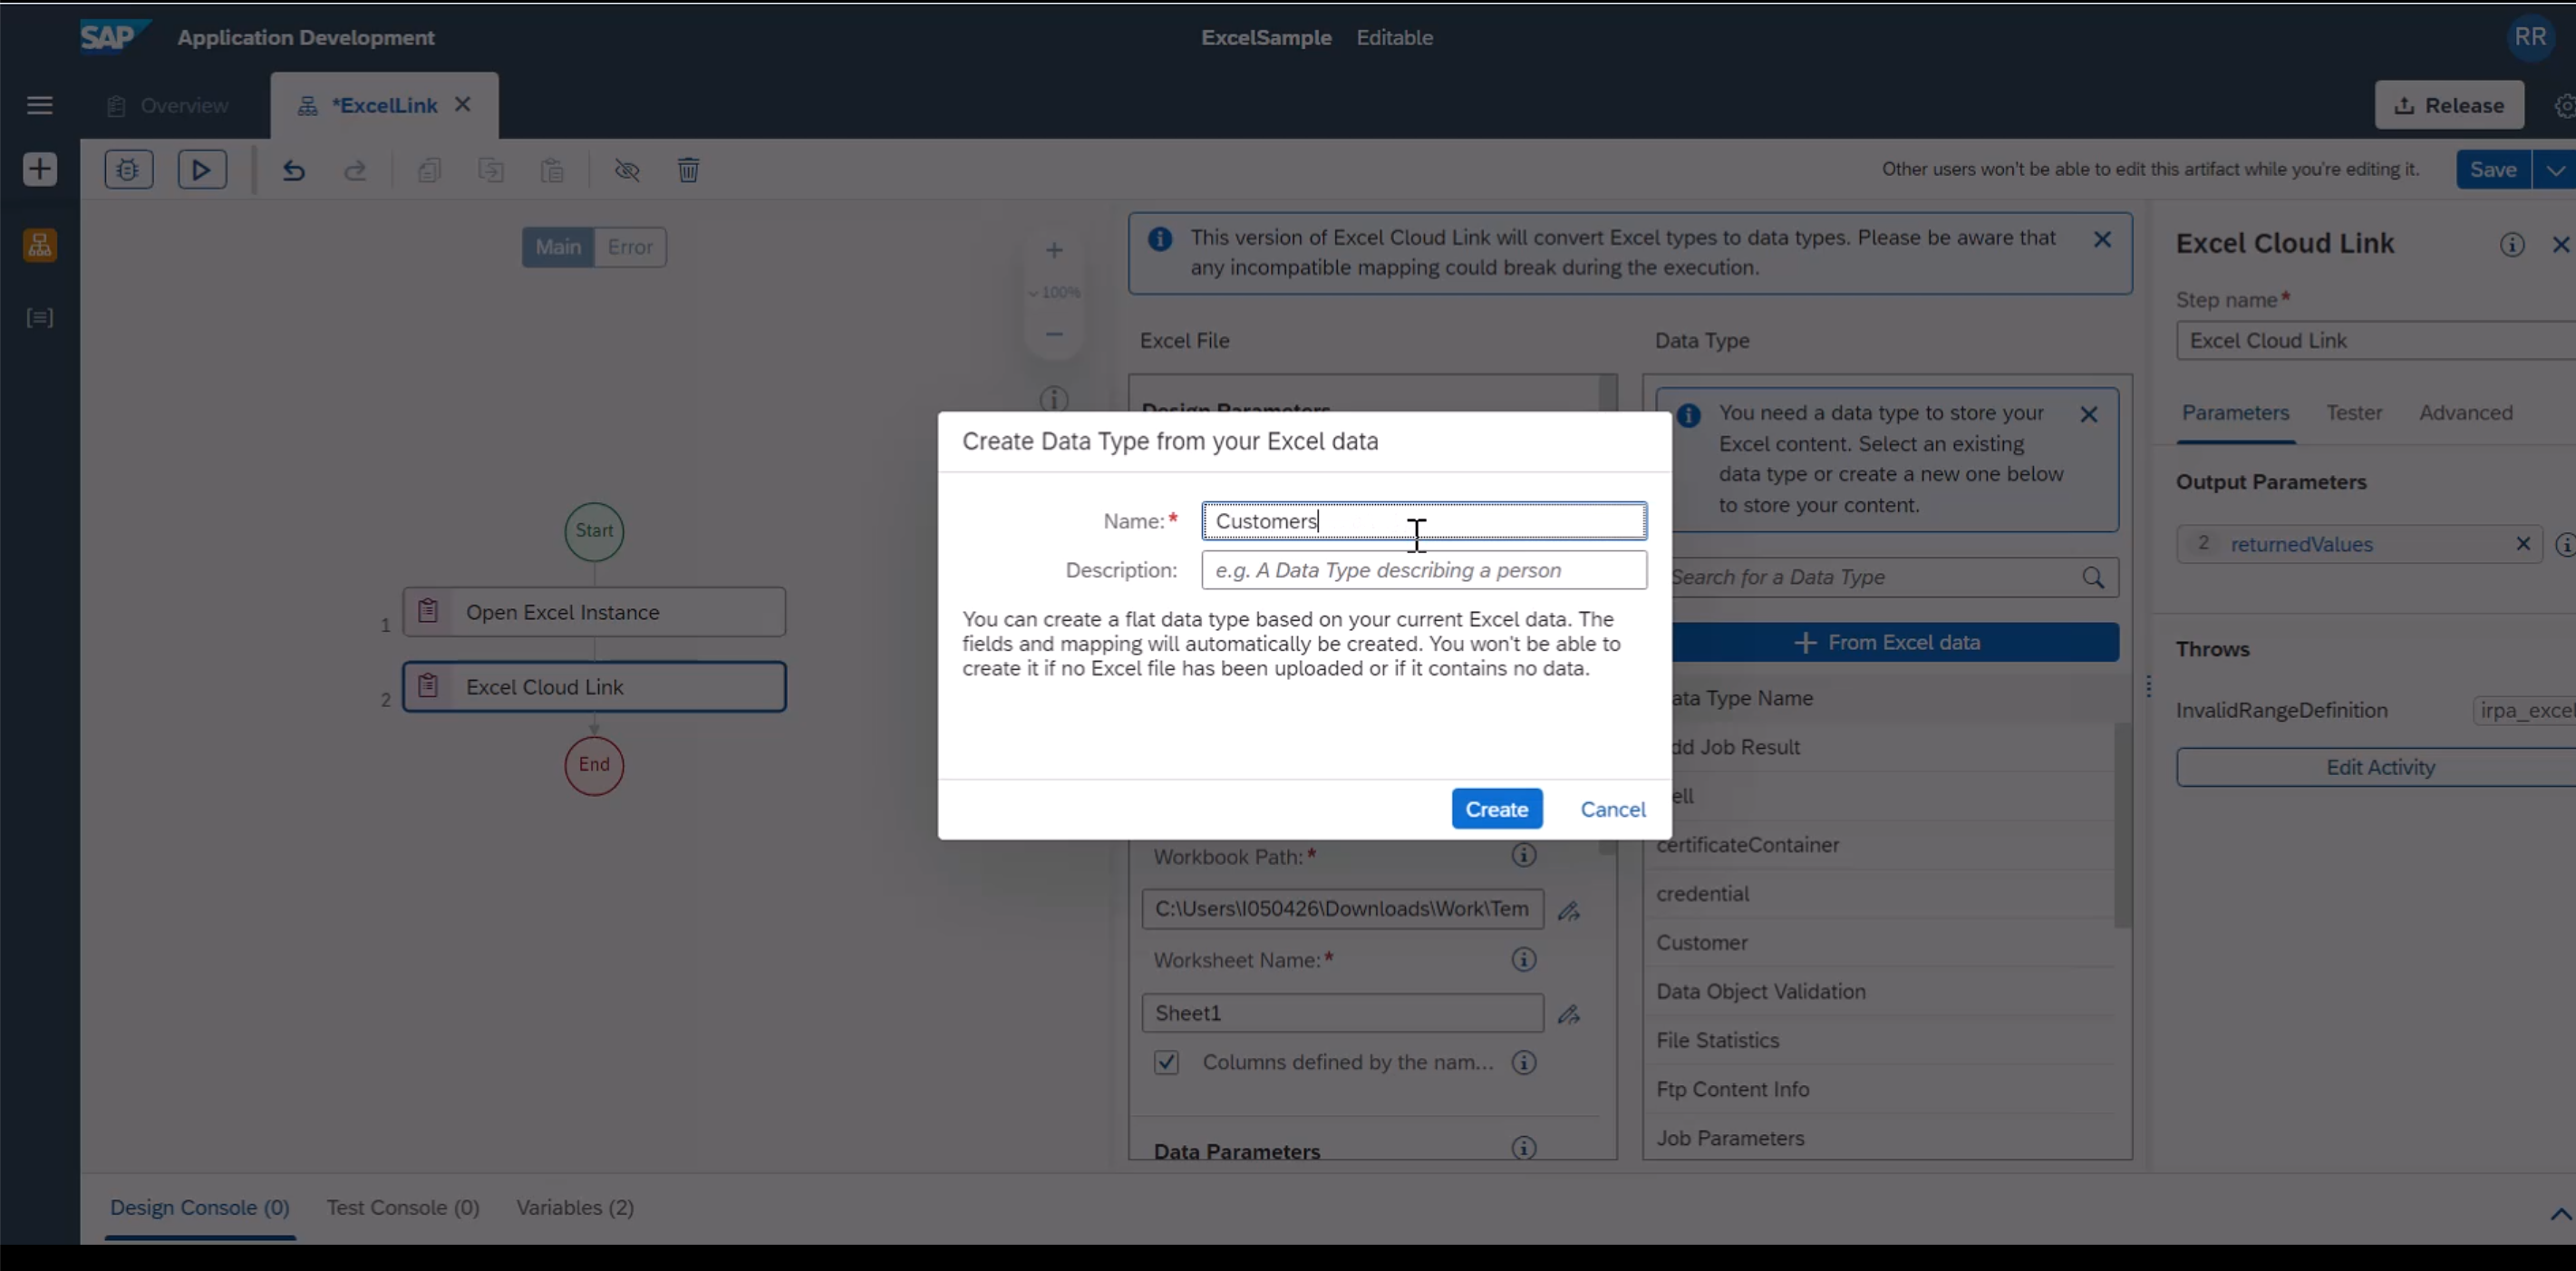 SAP
Application Development
ExcelSample Editable
RR
Overview
*ExcelLink
Release
Other users won't be able to edit this artifact while you're editing it.
Save
Main
Error
100%
This version of Excel Cloud Link will convert Excel types to data types. Please be aware that
any incompatible mapping could break during the execution.
Excel File
Data Type
Design Parameters
You need a data type to store your
Excel content. Select an existing
data type or create a new one below
to store your content.
Search for a Data Type
From Excel data
ata Type Name
dd Job Result
ell
certificateContainer
credential
Customer
Data Object Validation
File Statistics
Ftp Content Info
Job Parameters
Create Data Type from your Excel data
Name:*
Customers
Description:
e.g. A Data Type describing a person
You can create a flat data type based on your current Excel data. The
fields and mapping will automatically be created. You won't be able to
create it if no Excel file has been uploaded or if it contains no data.
Create
Cancel
Start
1
Open Excel Instance
2
Excel Cloud Link
End
Workbook Path:*
C:\Users\I050426\Downloads\Work\Tem
Worksheet Name:*
Sheet1
Columns defined by the nam...
Data Parameters
Excel Cloud Link
Step name*
Excel Cloud Link
Parameters
Tester
Advanced
Output Parameters
2 returnedValues
Throws
InvalidRangeDefinition
irpa_excel
Edit Activity
Design Console (0)
Test Console (0)
Variables (2)